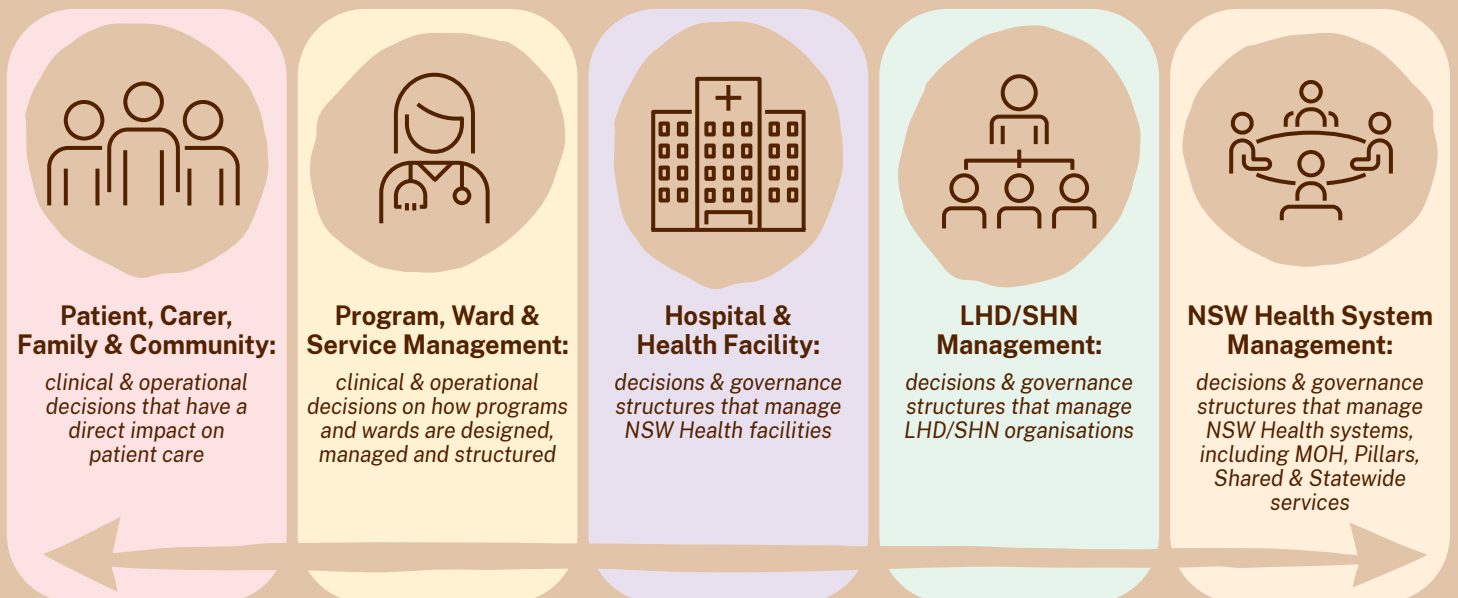 Patient, Carer,
Family & Community:
clinical & operational
decisions that have a
direct impact on
patient care
Program, Ward &
Service Management:
clinical & operational
decisions on how programs
and wards are designed,
managed and structured
Hospital &
Health Facility:
decisions & governance
structures that manage
NSW Health facilities
LHD/SHN
Management:
decisions & governance
structures that manage
LHD/SHN organisations
NSW Health System
Management:
decisions & governance
structures that manage
NSW Health systems,
including MOH, Pillars,
Shared & Statewide
services